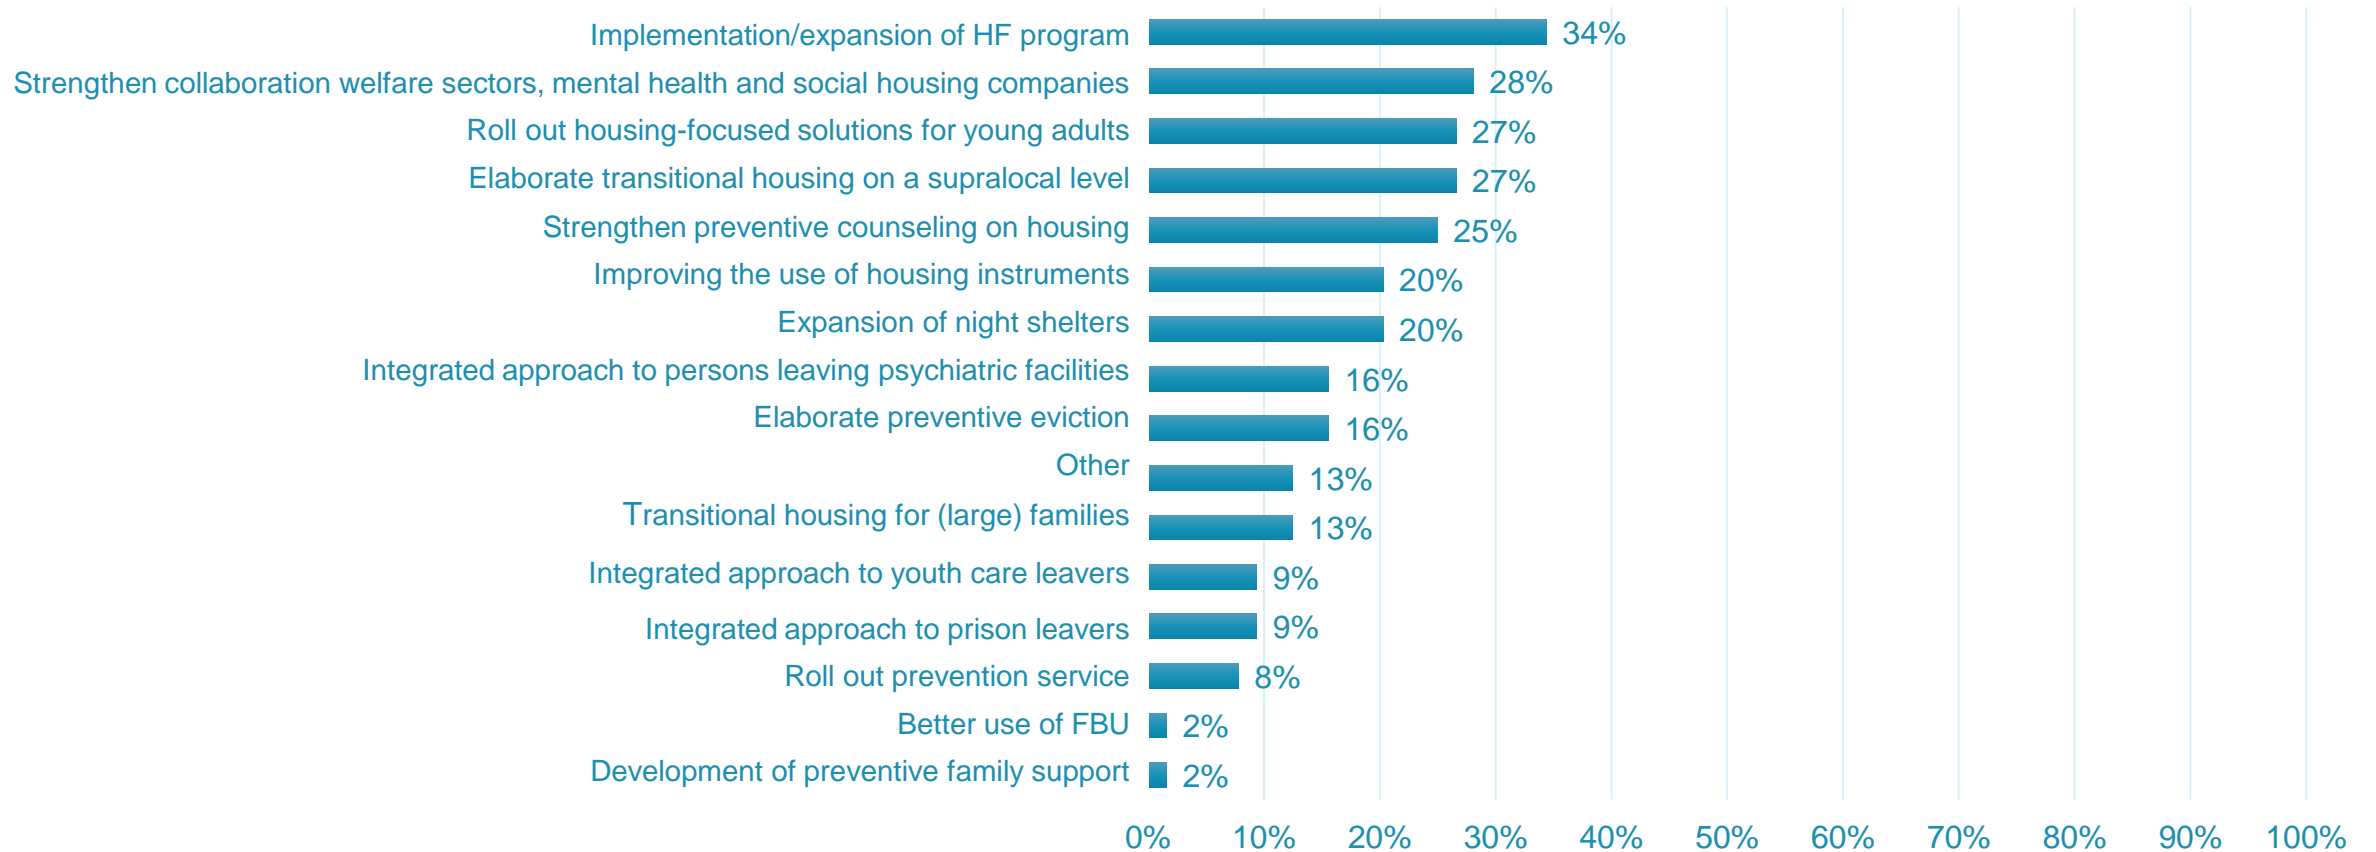 Implementation/expansion of HF program 34%
Strengthen collaboration welfare sectors, mental health and social housing companies 28%
Roll out housing-focused solutions for young adults 27%
Elaborate transitional housing on a supralocal level 27%
Strengthen preventive counseling on housing 25%
Improving the use of housing instruments 20%
Expansion of night shelters 20%
Integrated approach to persons leaving psychiatric facilities 16%
Elaborate preventive eviction 16%
Other 13%
Transitional housing for (large) families 13%
Integrated approach to youth care leavers 9%
Integrated approach to prison leavers 9%
Roll out prevention service 8%
Better use of FBU 2%
Development of preventive family support 2%
0% 10% 20% 30% 40% 50% 60% 70% 80% 90% 100%